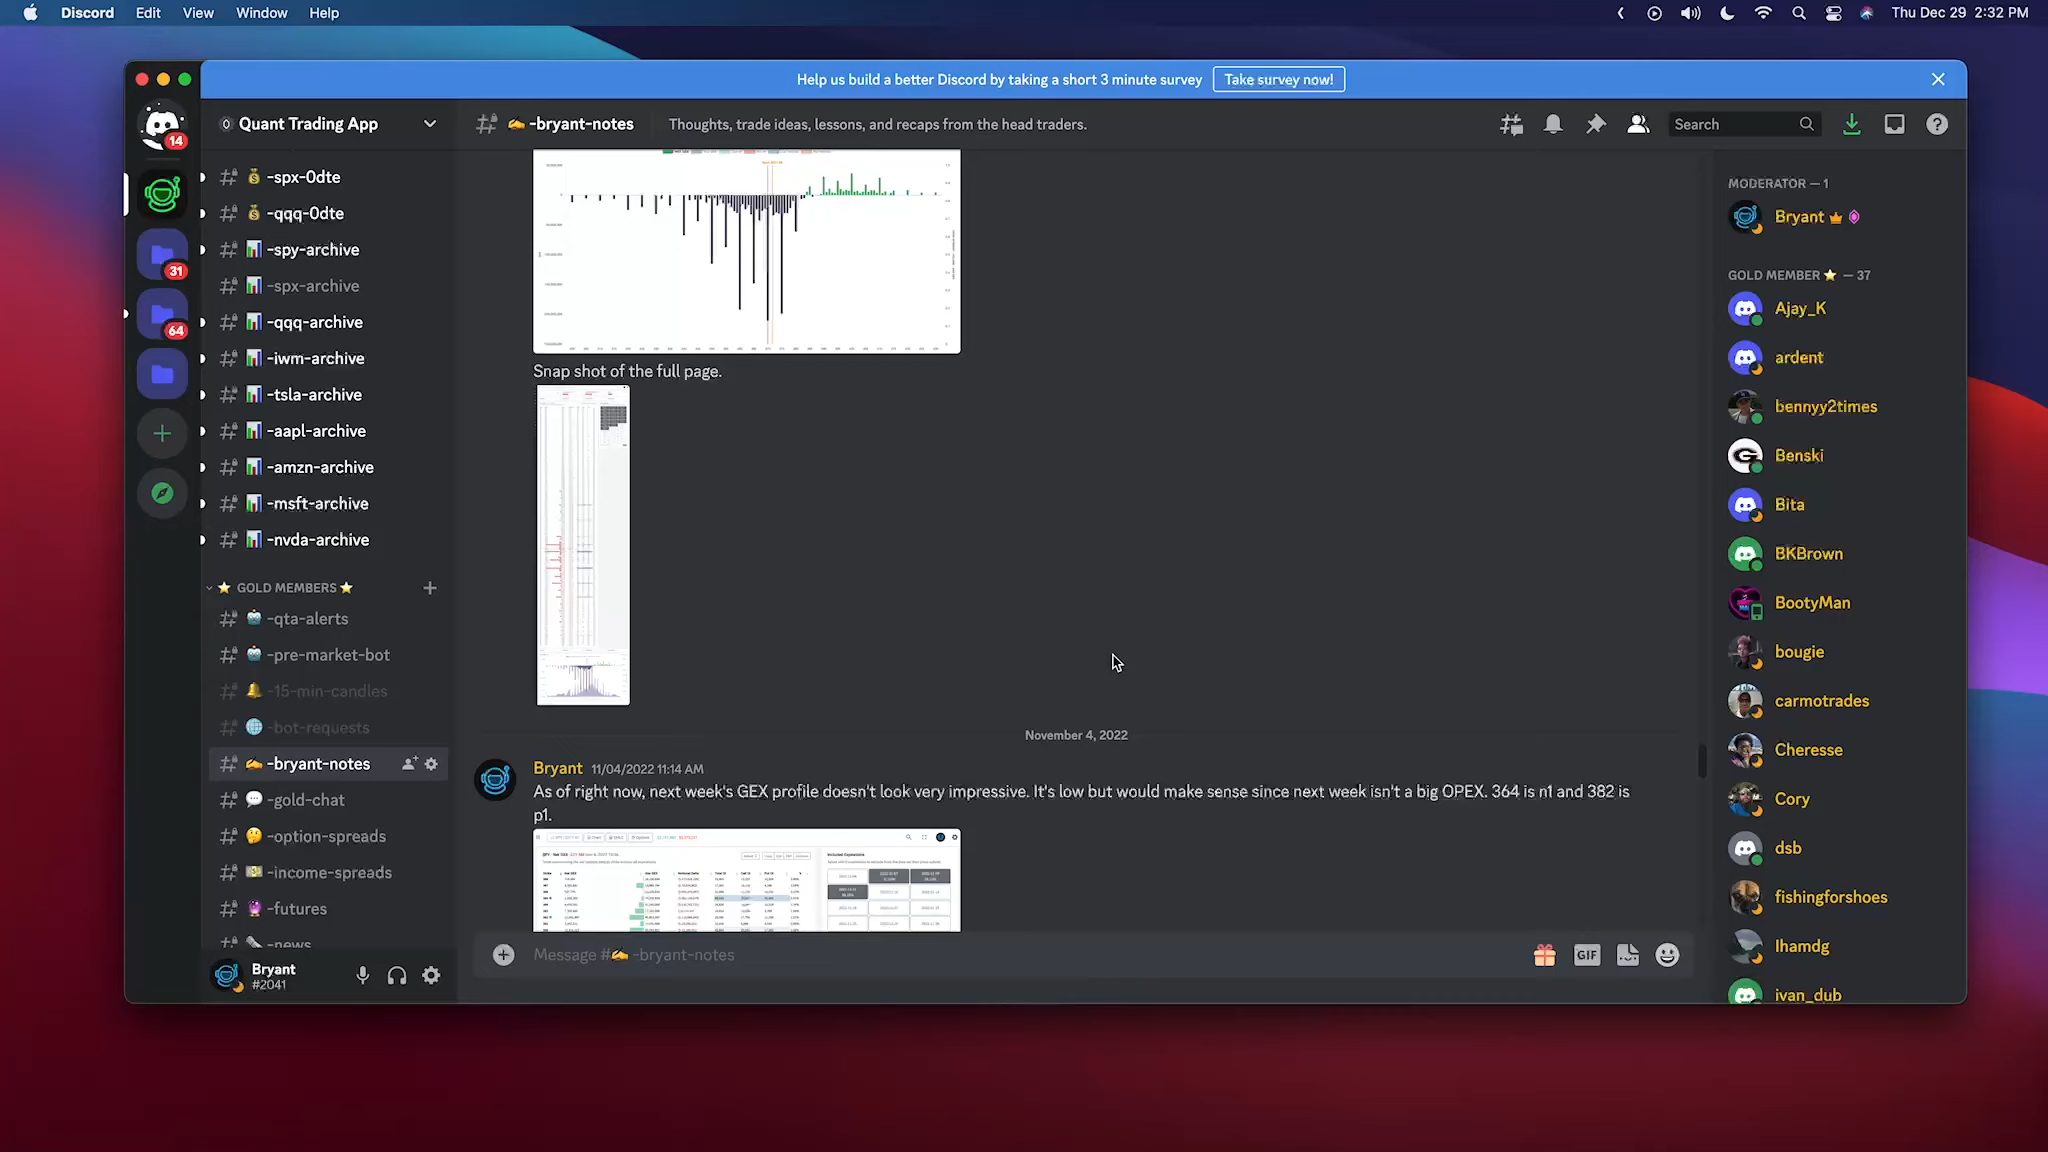 Discord Edit View Window Help
Thu Dec 29 2:32 PM
Help us build a better Discord by taking a short 3 minute survey
Take survey now!
14
31
64
Quant Trading App
-spx-0dte
-qqq-0dte
-spy-archive
-spx-archive
-qqq-archive
-iwm-archive
-tsla-archive
-aapl-archive
-amzn-archive
-msft-archive
-nvda-archive
GOLD MEMBERS
-qta-alerts
-pre-market-bot
-15-min-candles
-bot-requests
-bryant-notes
-gold-chat
-option-spreads
-income-spreads
-futures
-news
Bryant
#2041
-bryant-notes
Thoughts, trade ideas, lessons, and recaps from the head traders.
Search
Snap shot of the full page.
November 4, 2022
Bryant 11/04/2022 11:14 AM
As of right now, next week's GEX profile doesn't look very impressive. It's low but would make sense since next week isn't a big OPEX. 364 is n1 and 382 is
p1.
Message # -bryant-notes
GIF
MODERATOR — 1
Bryant
GOLD MEMBER — 37
Ajay_K
ardent
bennyy2times
Benski
Bita
BKBrown
BootyMan
bougie
carmotrades
Cheresse
Cory
dsb
fishingforshoes
lhamdg
ivan_dub